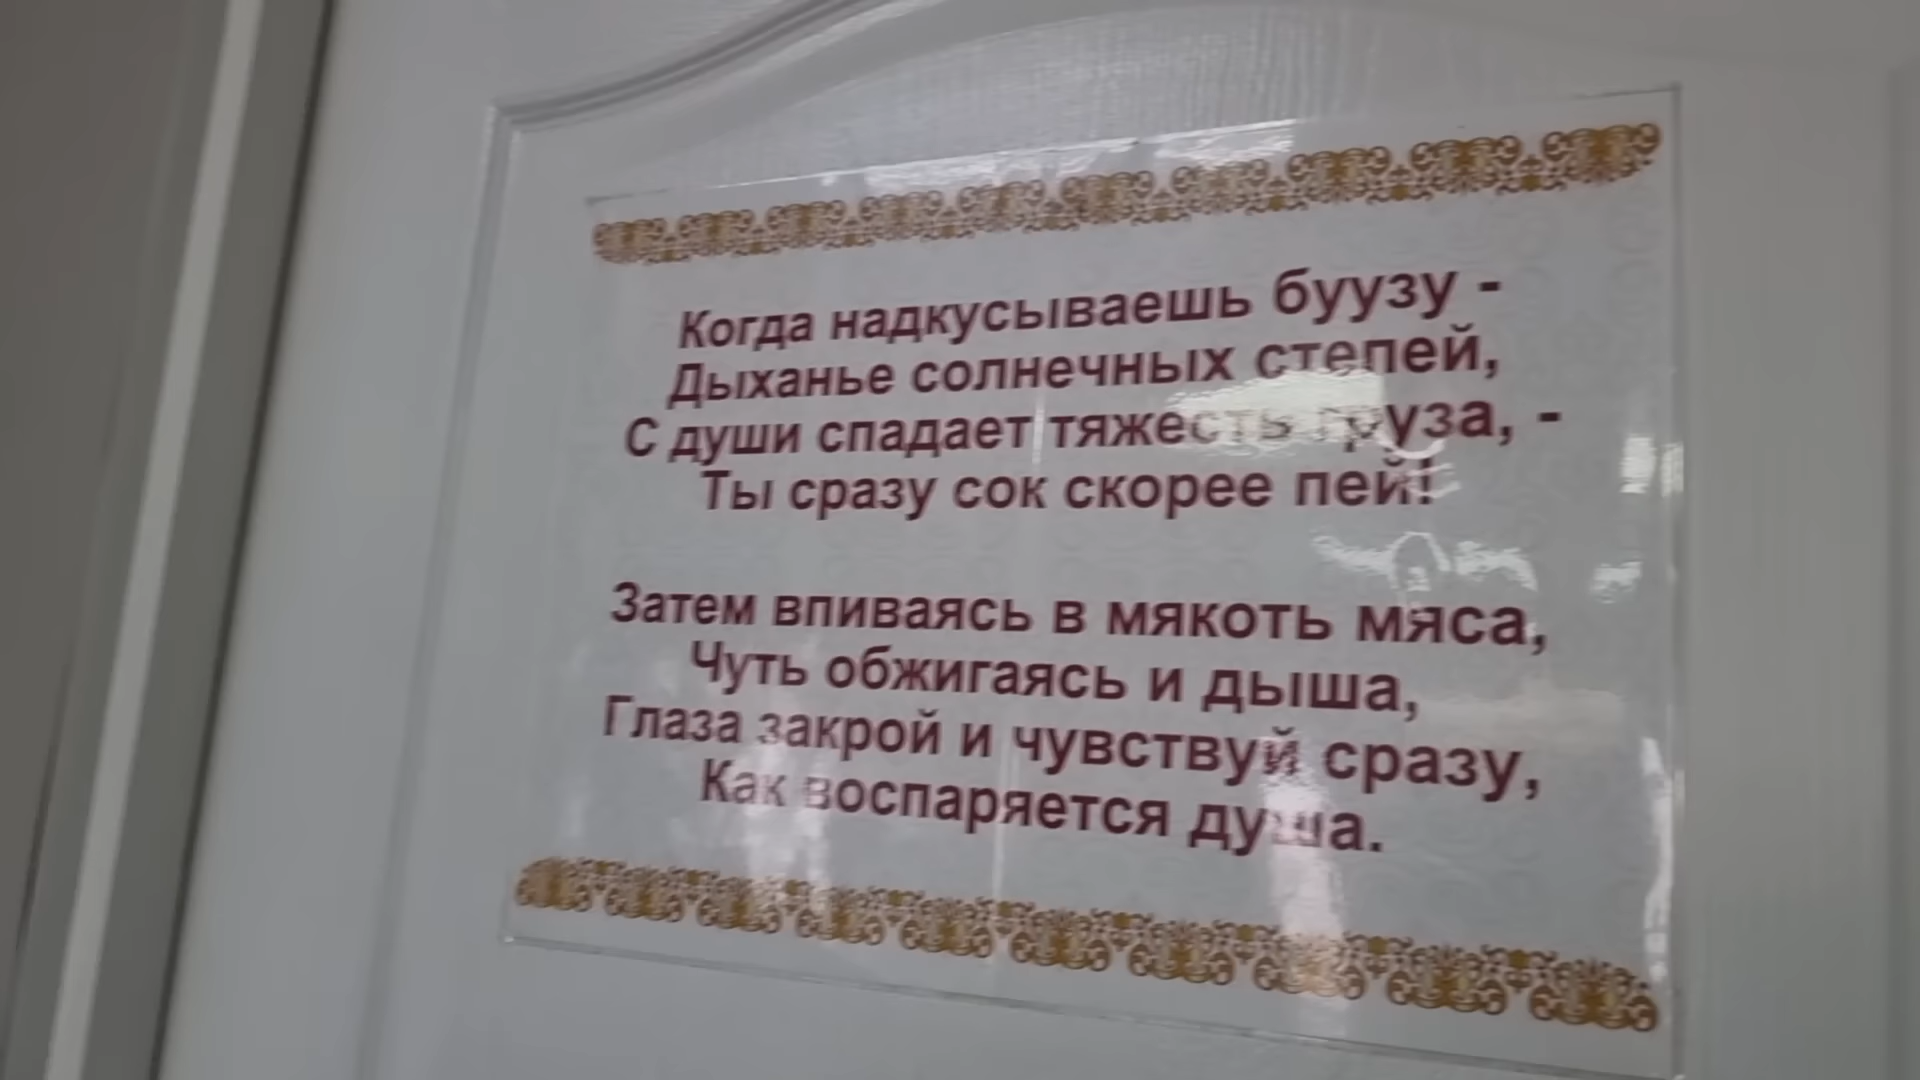 Когда надкусываешь буузу -
Дыханье солнечных степей,
С души спадает тяжесть груза, -
Ты сразу сок скорее пей!
Затем впиваясь в мякоть мяса,
Чуть обжигаясь и дыша,
Глаза закрой и чувствуй сразу,
Как воспаряется душа.